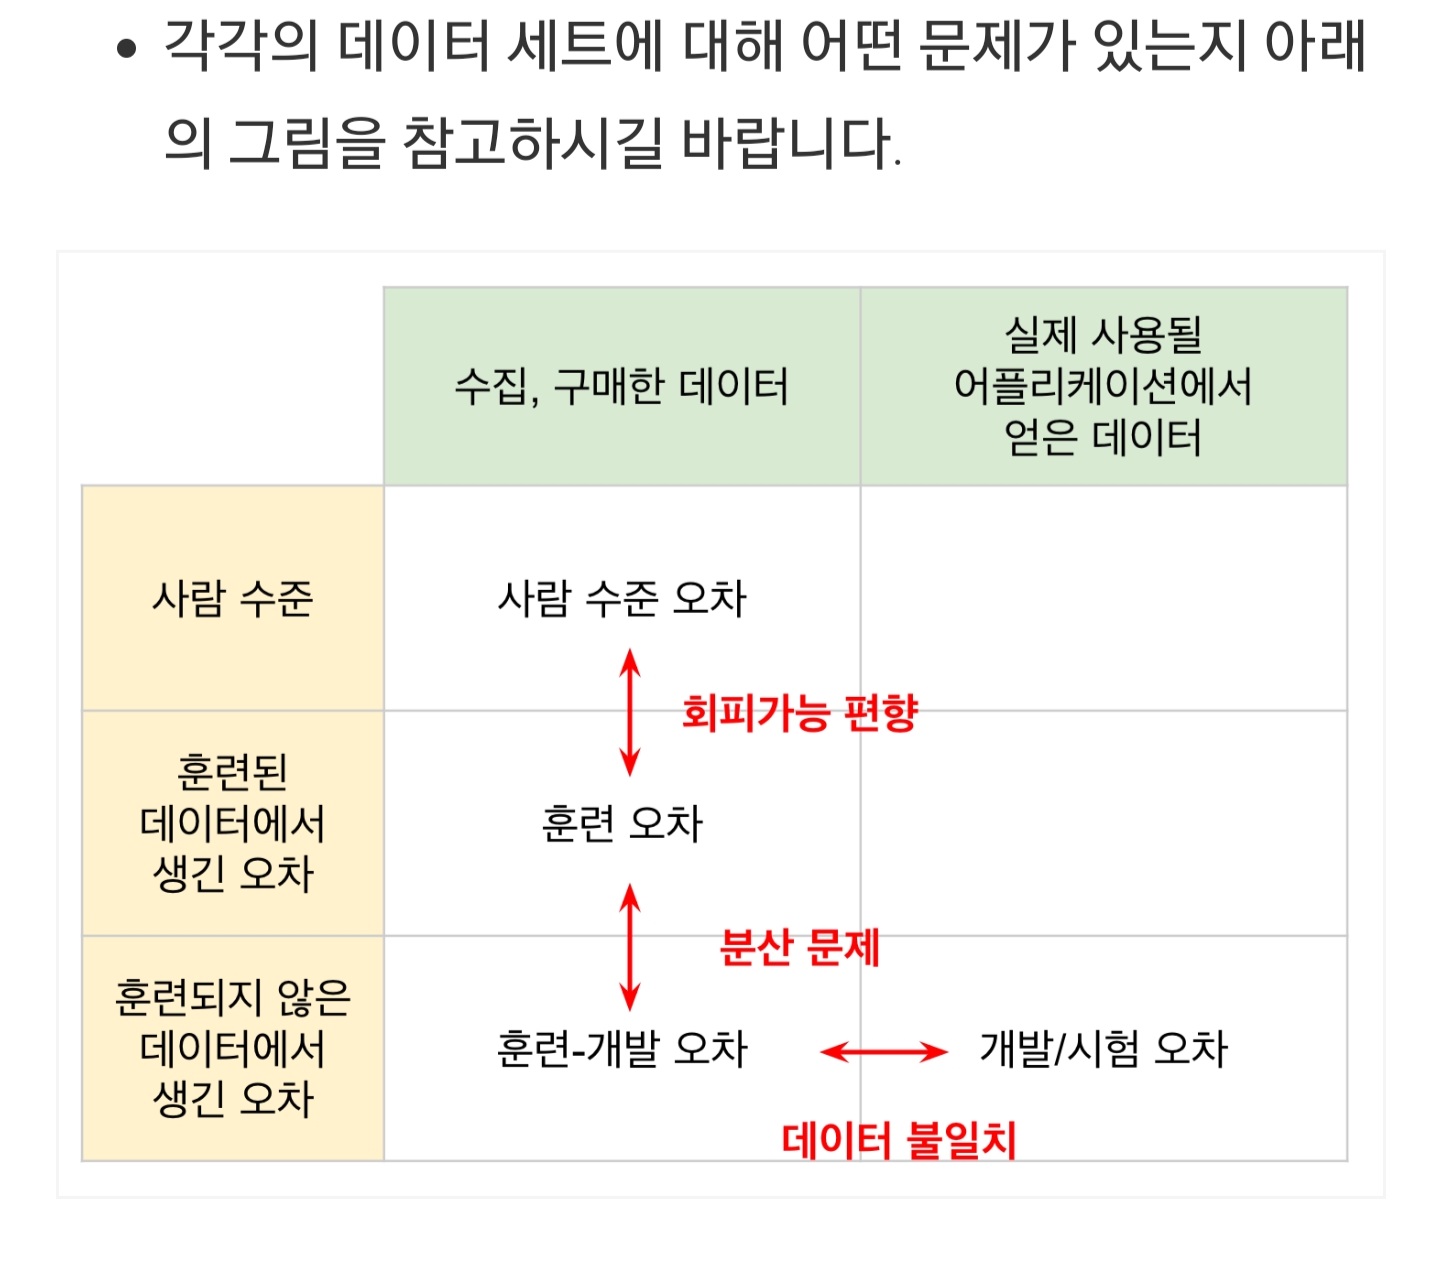 • 각각의 데이터 세트에 대해 어떤 문제가 있는지 아래
의 그림을 참고하시길 바랍니다.
수집, 구매한 데이터
실제 사용될
어플리케이션에서
얻은 데이터
사람 수준
사람 수준 오차
회피가능 편향
훈련된
데이터에서
생긴 오차
훈련 오차
분산 문제
훈련되지 않은
데이터에서
생긴 오차
훈련-개발 오차
개발/시험 오차
데이터 불일치